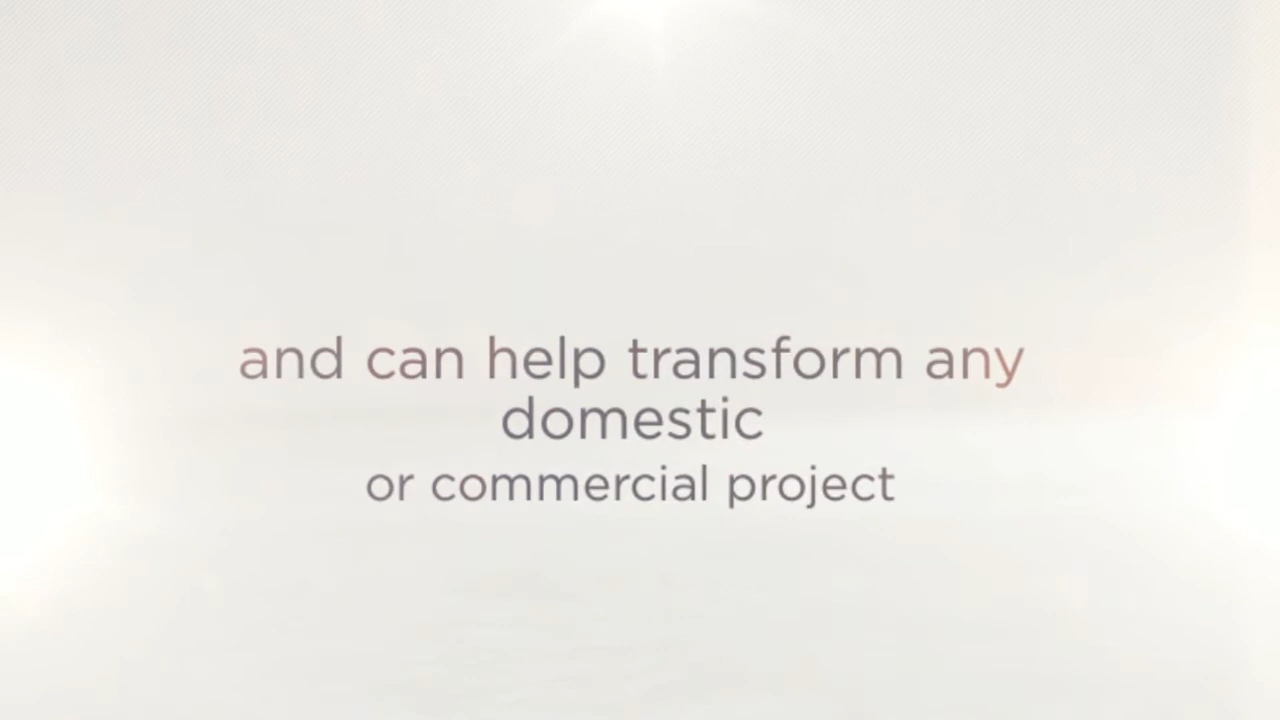 and can help transform any
domestic
or commercial project